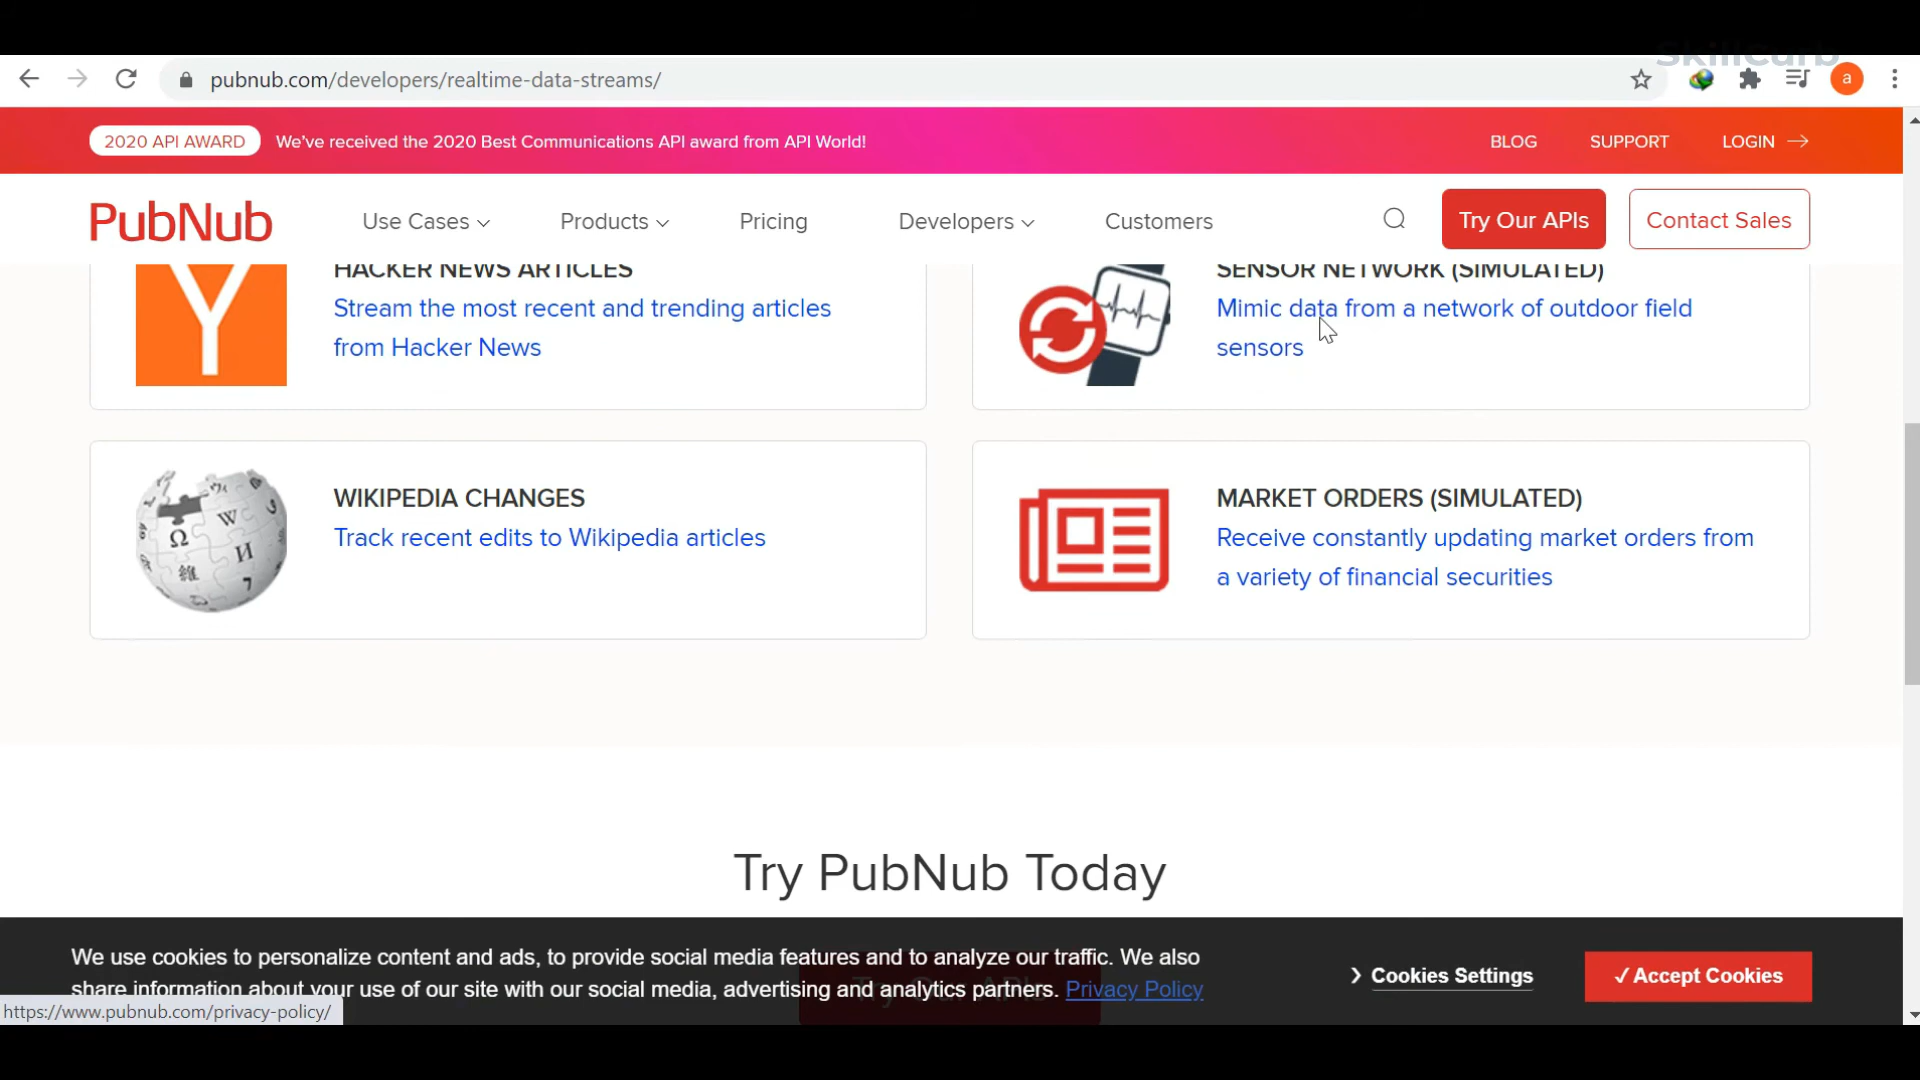 SkillCurb
pubnub.com/developers/realtime-data-streams/
a
2020 API AWARD
We've received the 2020 Best Communications API award from API World!
BLOG
SUPPORT
LOGIN
PubNub
Use Cases
Products
Pricing
Developers
Customers
Try Our APIs
Contact Sales
HACKER NEWS ARTICLES
Stream the most recent and trending articles
from Hacker News
SENSOR NETWORK (SIMULATED)
Mimic data from a network of outdoor field
sensors
WIKIPEDIA CHANGES
Track recent edits to Wikipedia articles
MARKET ORDERS (SIMULATED)
Receive constantly updating market orders from
a variety of financial securities
Try PubNub Today
We use cookies to personalize content and ads, to provide social media features and to analyze our traffic. We also
share information about your use of our site with our social media, advertising and analytics partners. Privacy Policy
Cookies Settings
✓Accept Cookies
Try Our APIs
https://www.pubnub.com/privacy-policy/